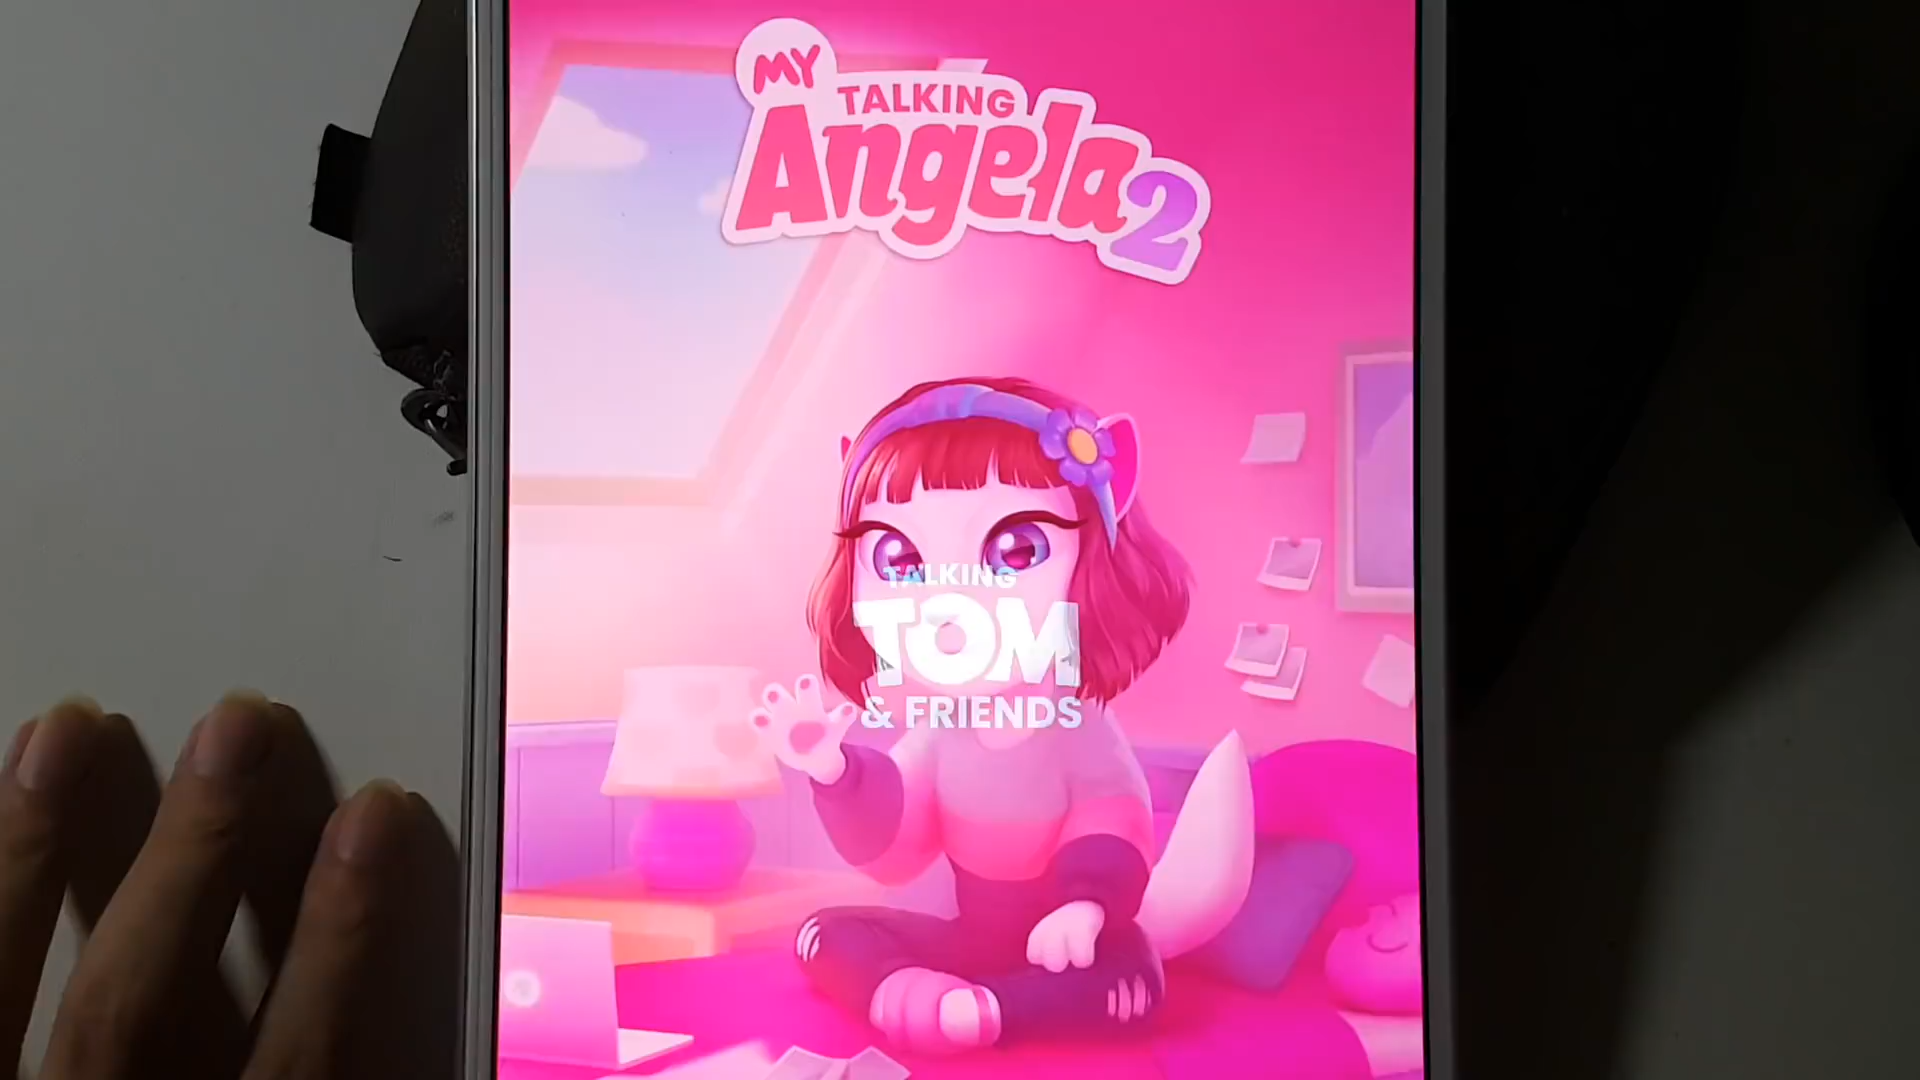 MY
TALKING
Angela 2
TALKING
TOM
& FRIENDS